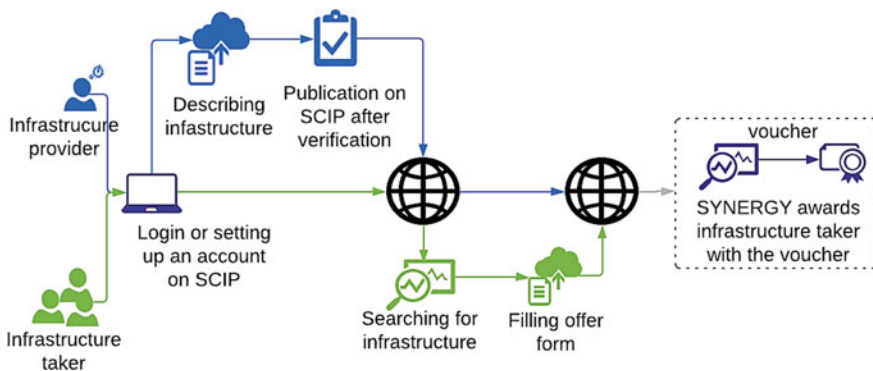 Infrastrucure
provider
Describing
infastructure
Publication on
SCIP after
verification
voucher
SYNERGY awards
infrastructure taker
with the voucher
Login or setting
up an account
on SCIP
Searching for
infrastructure
Filling offer
form
Infrastructure
taker